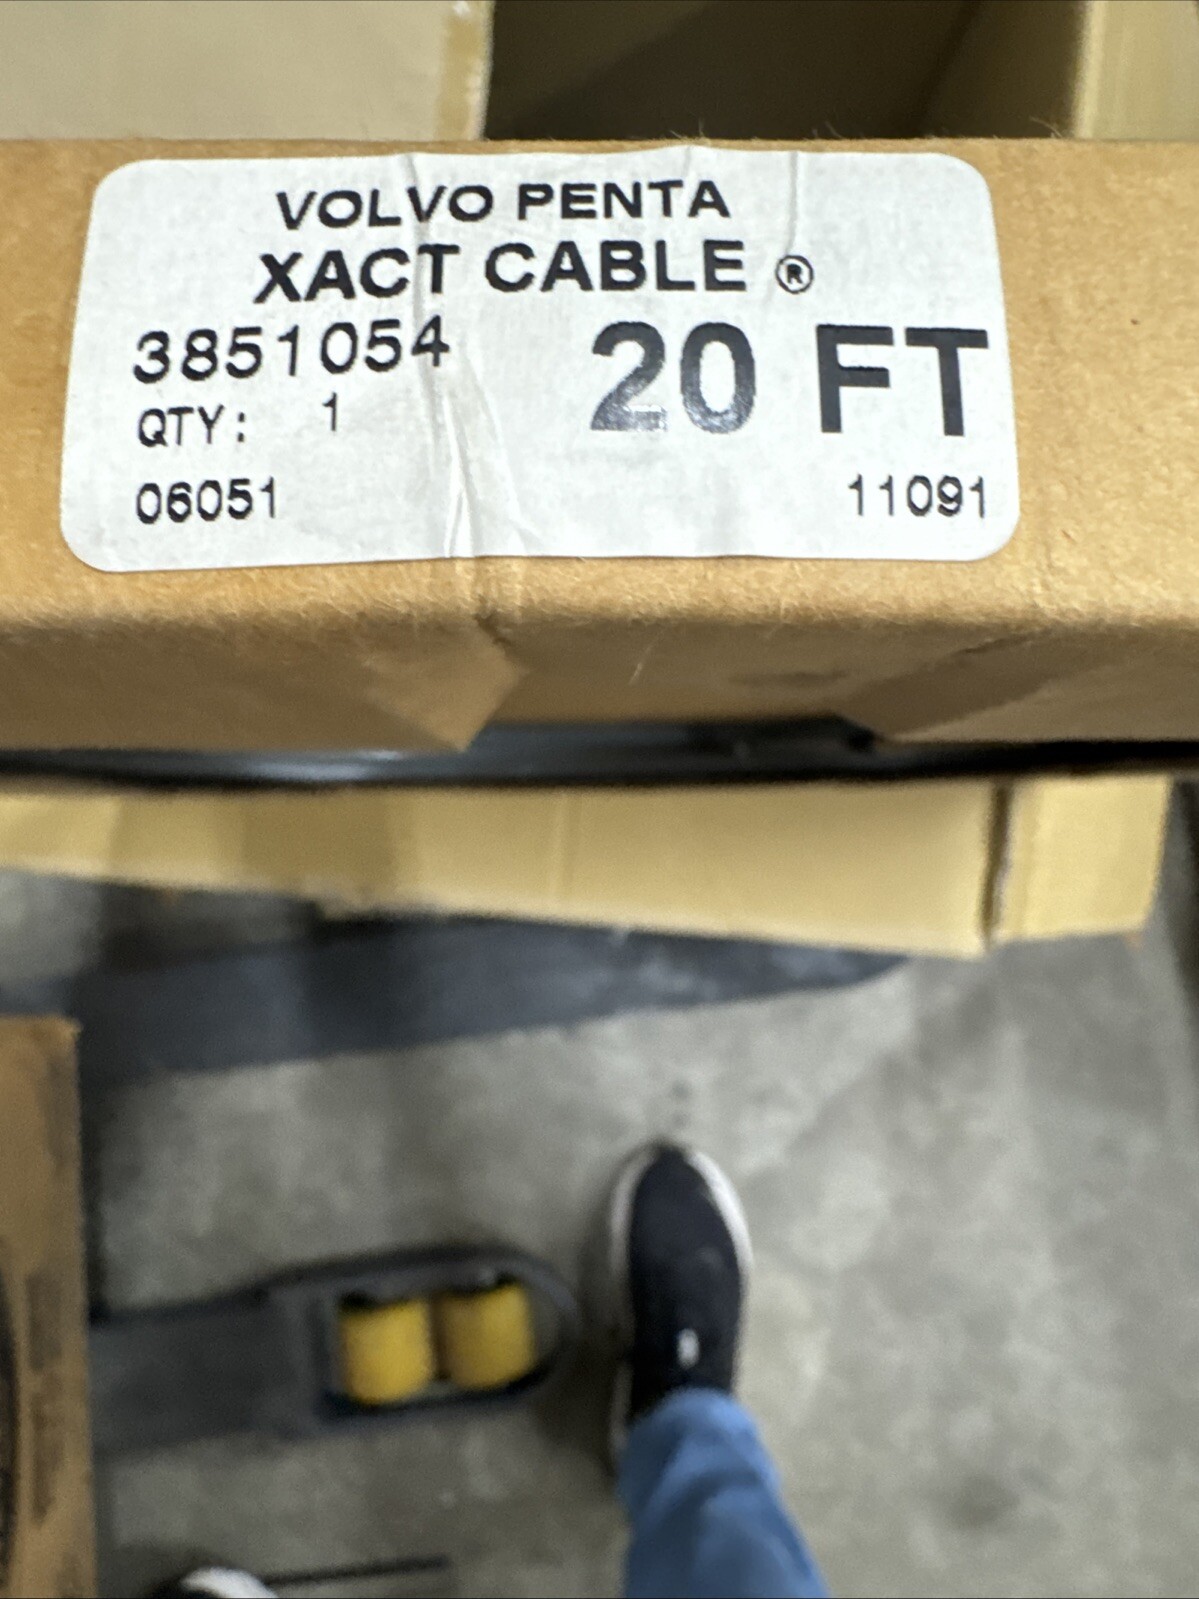 VOLVO PENTA
XACT CABLE ®
3851054 20 FT
QTY: 1
06051 11091